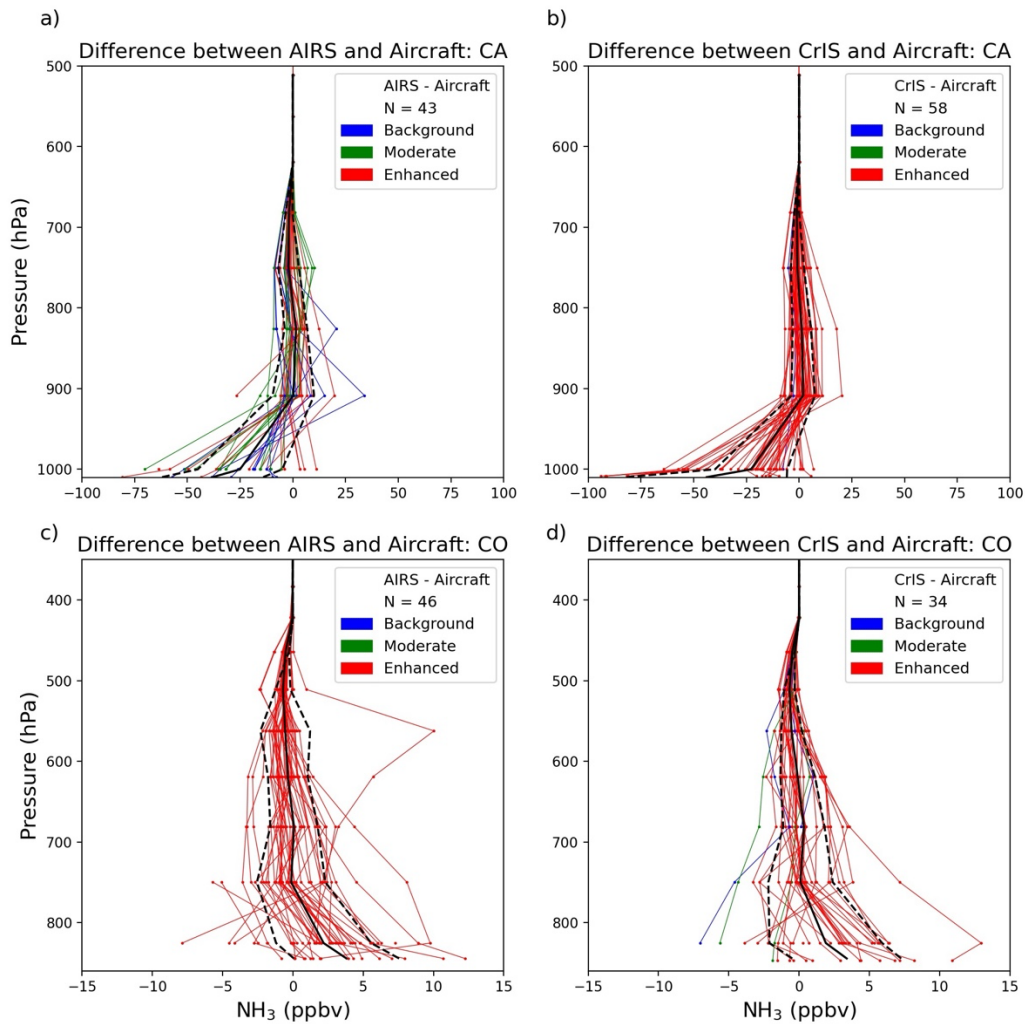 a)
Difference between AIRS and Aircraft: CA
500
600
700
800
900
1000
Pressure (hPa)
AIRS - Aircraft
N = 43
Background
Moderate
Enhanced
−100 −75 −50 −25 0 25 50 75 100
b)
Difference between CrIS and Aircraft: CA
500
600
700
800
900
1000
CrIS - Aircraft
N = 58
Background
Moderate
Enhanced
−100 −75 −50 −25 0 25 50 75 100
c)
Difference between AIRS and Aircraft: CO
400
500
600
700
800
Pressure (hPa)
AIRS - Aircraft
N = 46
Background
Moderate
Enhanced
−15 −10 −5 0 5 10 15
NH₃ (ppbv)
d)
Difference between CrIS and Aircraft: CO
400
500
600
700
800
CrIS - Aircraft
N = 34
Background
Moderate
Enhanced
−15 −10 −5 0 5 10 15
NH₃ (ppbv)